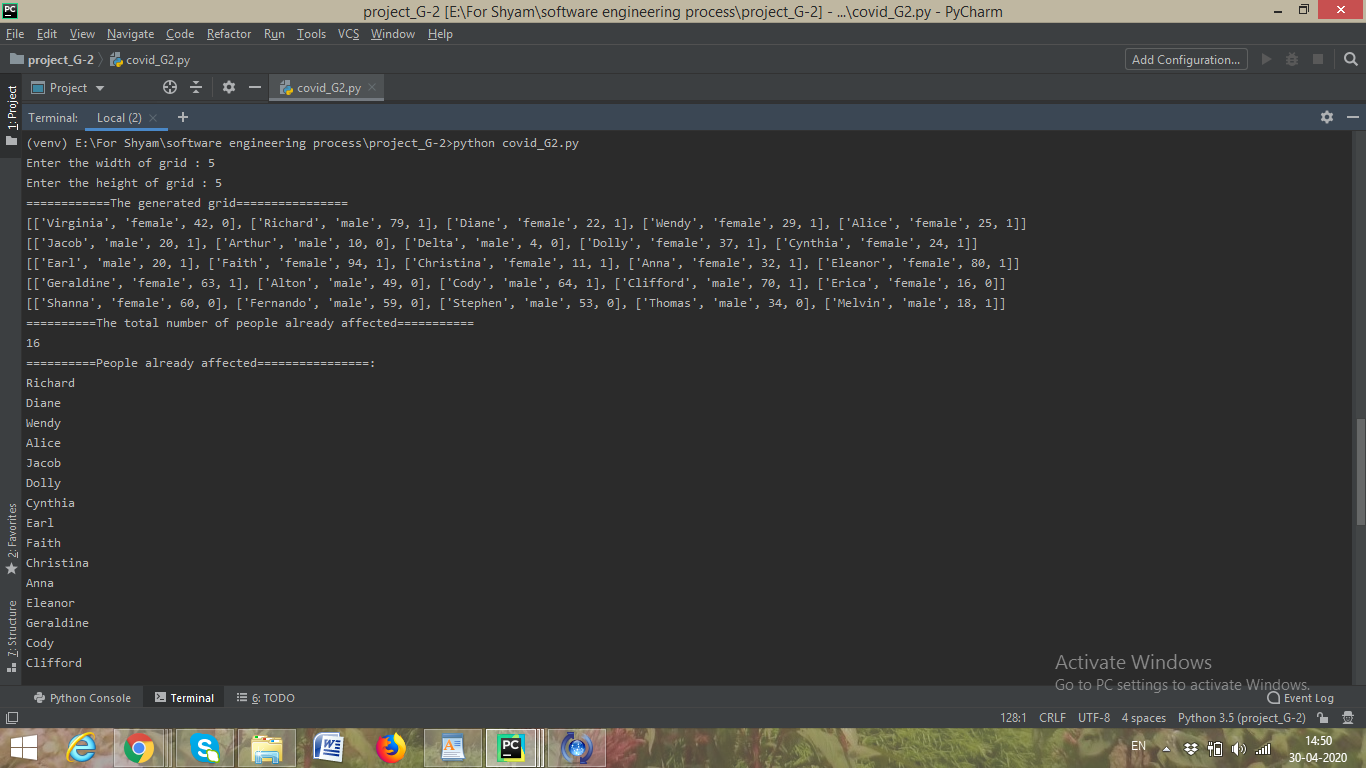 PC
project_G-2 [E:\For Shyam\software engineering process\project_G-2] - ...\covid_G2.py - PyCharm
File Edit View Navigate Code Refactor Run Tools VCS Window Help
project_G-2 covid_G2.py Add Configuration...
Project covid_G2.py
1: Project
Terminal: Local (2) +
(venv) E:\For Shyam\software engineering process\project_G-2>python covid_G2.py
Enter the width of grid : 5
Enter the height of grid : 5
============The generated grid================
[['Virginia', 'female', 42, 0], ['Richard', 'male', 79, 1], ['Diane', 'female', 22, 1], ['Wendy', 'female', 29, 1], ['Alice', 'female', 25, 1]]
[['Jacob', 'male', 20, 1], ['Arthur', 'male', 10, 0], ['Delta', 'male', 4, 0], ['Dolly', 'female', 37, 1], ['Cynthia', 'female', 24, 1]]
[['Earl', 'male', 20, 1], ['Faith', 'female', 94, 1], ['Christina', 'female', 11, 1], ['Anna', 'female', 32, 1], ['Eleanor', 'female', 80, 1]]
[['Geraldine', 'female', 63, 1], ['Alton', 'male', 49, 0], ['Cody', 'male', 64, 1], ['Clifford', 'male', 70, 1], ['Erica', 'female', 16, 0]]
[['Shanna', 'female', 60, 0], ['Fernando', 'male', 59, 0], ['Stephen', 'male', 53, 0], ['Thomas', 'male', 34, 0], ['Melvin', 'male', 18, 1]]
==========The total number of people already affected===========
16
==========People already affected================:
Richard
Diane
Wendy
Alice
Jacob
Dolly
Cynthia
Earl
Faith
Christina
Anna
Eleanor
Geraldine
Cody
Clifford
2: Favorites
7: Structure
Activate Windows
Go to PC settings to activate Windows.
Python Console Terminal 6: TODO Event Log
128:1 CRLF UTF-8 4 spaces Python 3.5 (project_G-2)
EN 14:50
30-04-2020